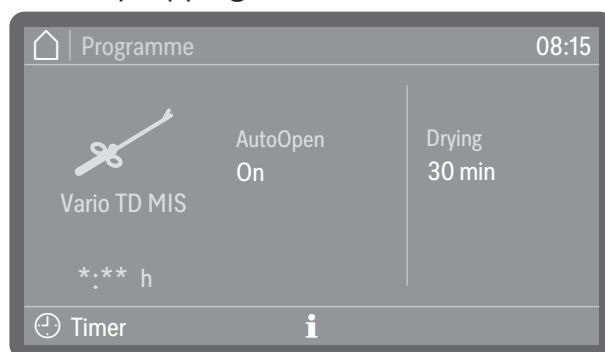 Programme 08:15
AutoOpen
On
Drying
30 min
Vario TD MIS
*:** h
Timer i